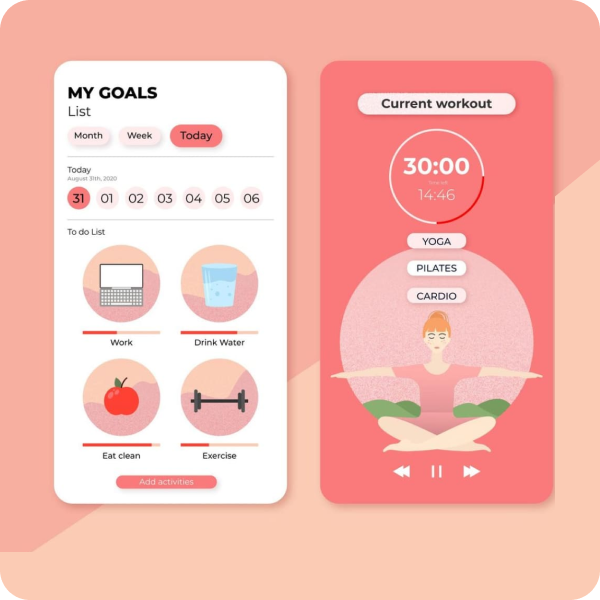 MY GOALS
List
Month Week Today
Today
August 31th, 2020
31 01 02 03 04 05 06
To do List
Work Drink Water
Eat clean Exercise
Add activities
Current workout
30:00
14:46
YOGA
PILATES
CARDIO